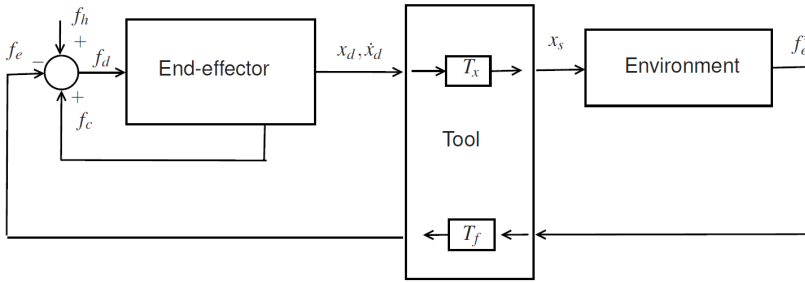 f_h
+
f_e
−
f_d
+
f_c
End-effector
x_d, ẋ_d
T_x
Tool
T_f
x_s
Environment